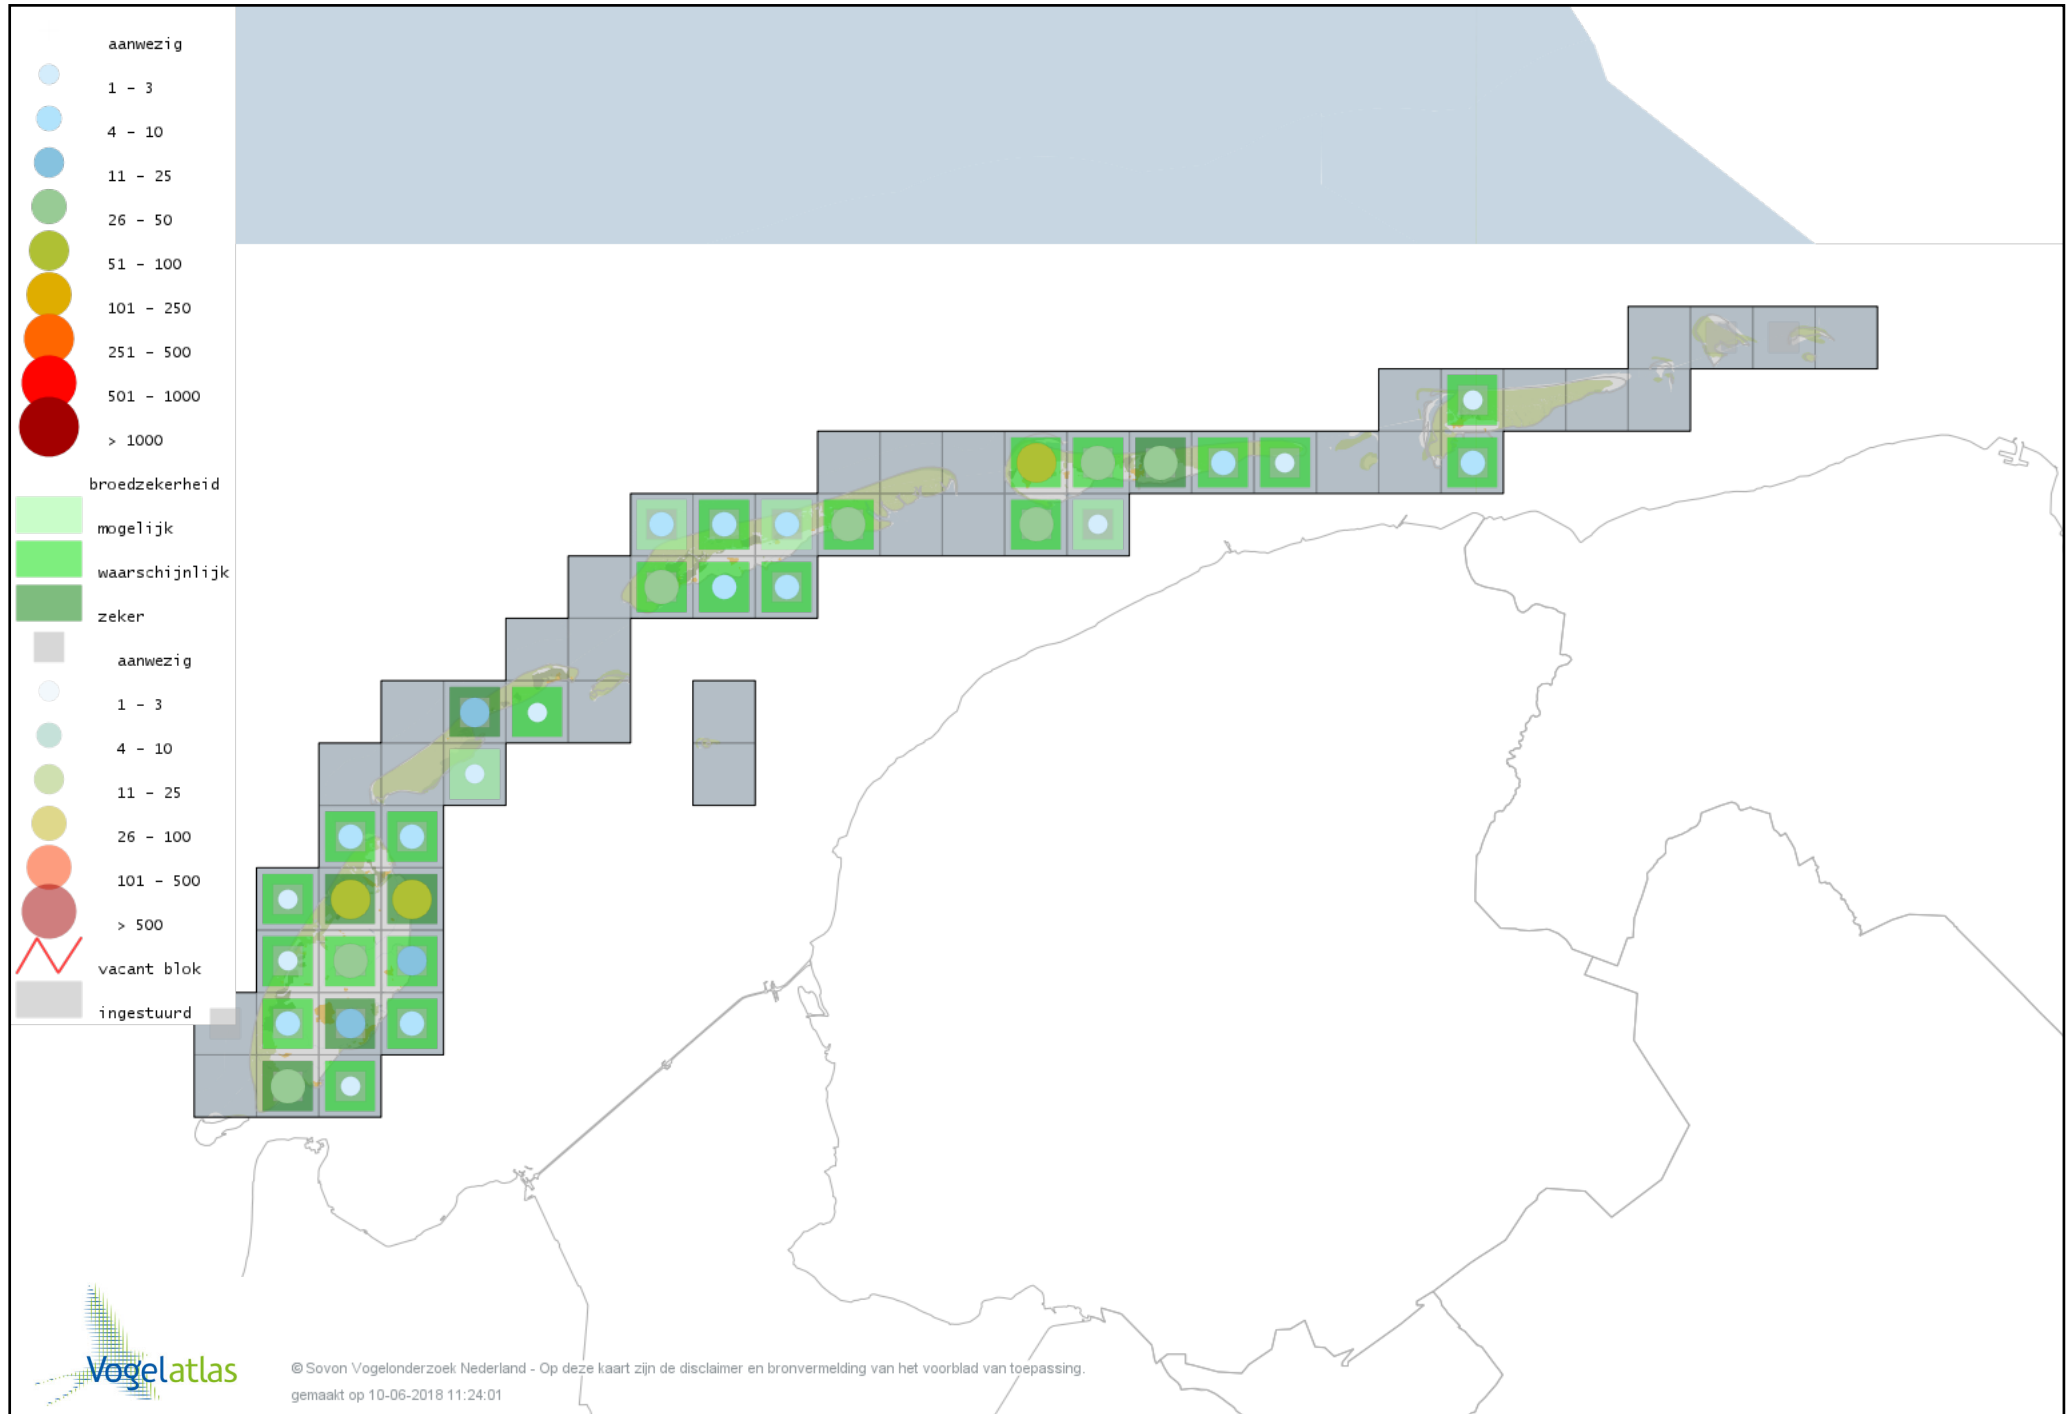 aanwezig
1 - 3
4 - 10
11 - 25
26 - 50
51 - 100
101 - 250
251 - 500
501 - 1000
> 1000
broedzekerheid
mogelijk
waarschijnlijk
zeker
aanwezig
1 - 3
4 - 10
11 - 25
26 - 100
101 - 500
> 500
vacant blok
ingestuurd
Vogelatlas
© Sovon Vogelonderzoek Nederland - Op deze kaart zijn de disclaimer en bronvermelding van het voorblad van toepassing.
gemaakt op 10-06-2018 11:24:01